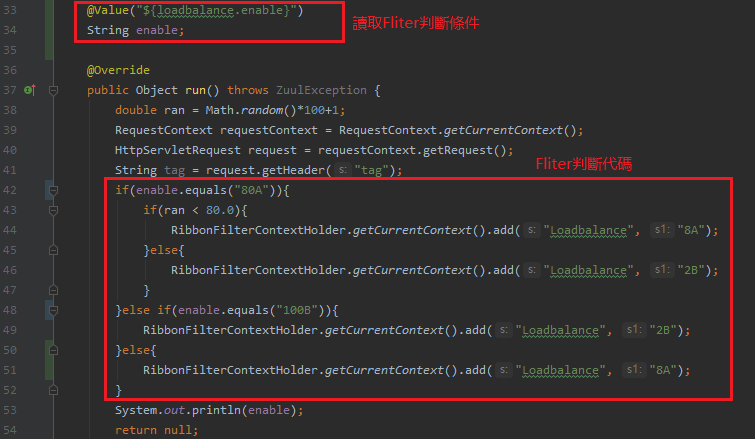 33 @Value("${loadbalance.enable}")
讀取Fliter判斷條件
34 String enable;
35
36 @Override
37 public Object run() throws ZuulException {
38 double ran = Math.random()*100+1;
39 RequestContext requestContext = RequestContext.getCurrentContext();
40 HttpServletRequest request = requestContext.getRequest();
Fliter判斷代碼
41 String tag = request.getHeader( s: "tag");
42 if(enable.equals("80A")){
43 if(ran < 80.0){
44 RibbonFilterContextHolder.getCurrentContext().add( s: "Loadbalance", s1: "8A");
45 }else{
46 RibbonFilterContextHolder.getCurrentContext().add( s: "Loadbalance", s1: "2B");
47 }
48 }else if(enable.equals("100B")){
49 RibbonFilterContextHolder.getCurrentContext().add( s: "Loadbalance", s1: "2B");
50 }else{
51 RibbonFilterContextHolder.getCurrentContext().add( s: "Loadbalance", s1: "8A");
52 }
53 System.out.println(enable);
54 return null;